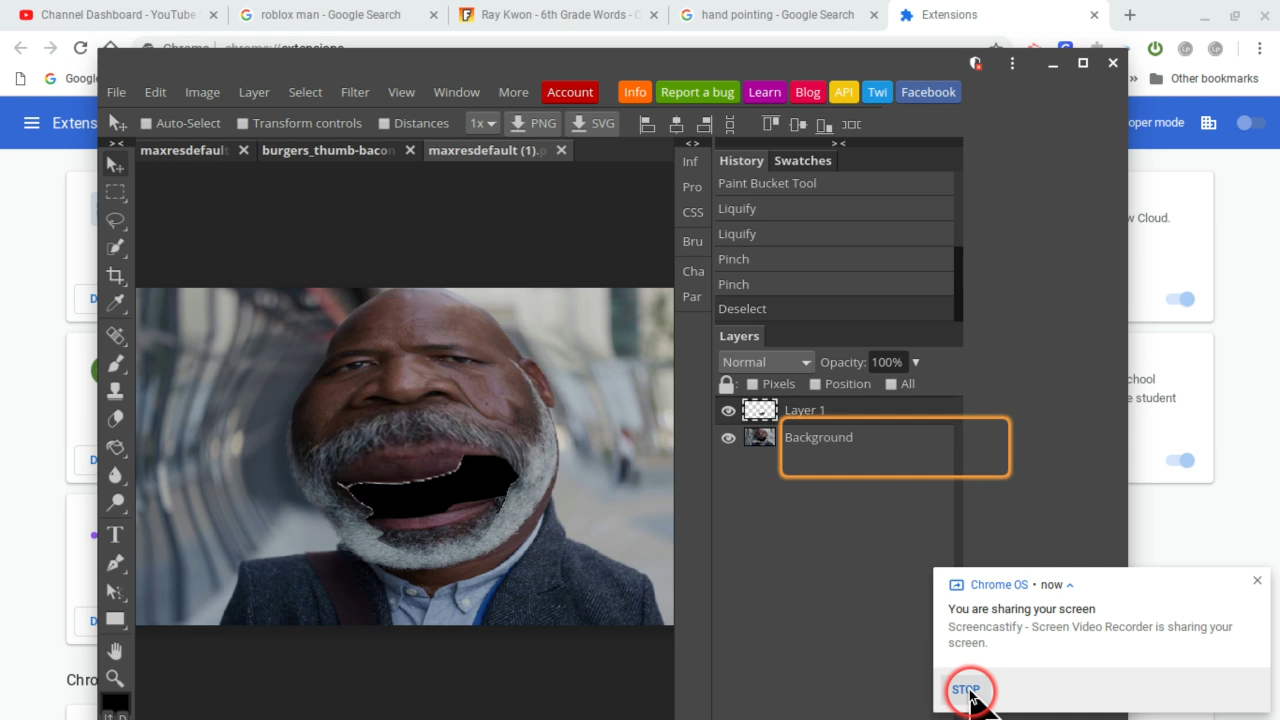 Channel Dashboard - YouTube
roblox man - Google Search
Ray Kwon - 6th Grade Words - G
hand pointing - Google Search
Extensions
Chrome chrome://extensions
Other bookmarks
File Edit Image Layer Select Filter View Window More Account Info Report a bug Learn Blog API Twi Facebook
Auto-Select Transform controls Distances 1x PNG SVG
oper mode
maxresdefault burgers_thumb-bacon maxresdefault (1).p
> < < > > <
Inf
Pro
CSS
Bru
Cha
Par
History Swatches
Paint Bucket Tool
Liquify
Liquify
Pinch
Pinch
Deselect
Layers
Normal Opacity: 100%
Pixels Position All
Layer 1
Background
w Cloud.
chool
e student
Chro
Chrome OS • now
You are sharing your screen
Screencastify - Screen Video Recorder is sharing your
screen.
STOP